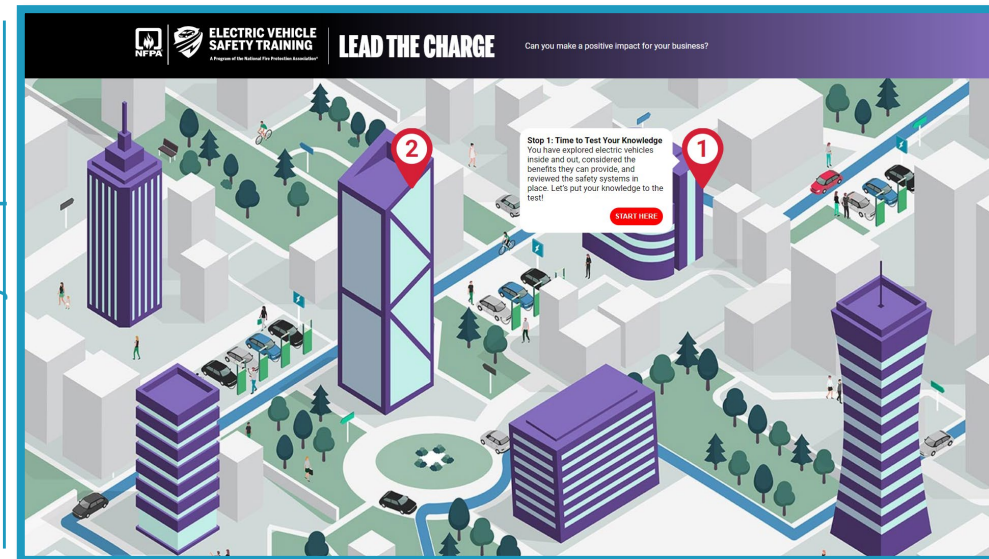 NFPA
ELECTRIC VEHICLE
SAFETY TRAINING
A Program of the National Fire Protection Association®
LEAD THE CHARGE
Can you make a positive impact for your business?
2
1
Stop 1: Time to Test Your Knowledge
You have explored electric vehicles
inside and out, considered the
benefits they can provide, and
reviewed the safety systems in
place. Let's put your knowledge to the
test!
START HERE